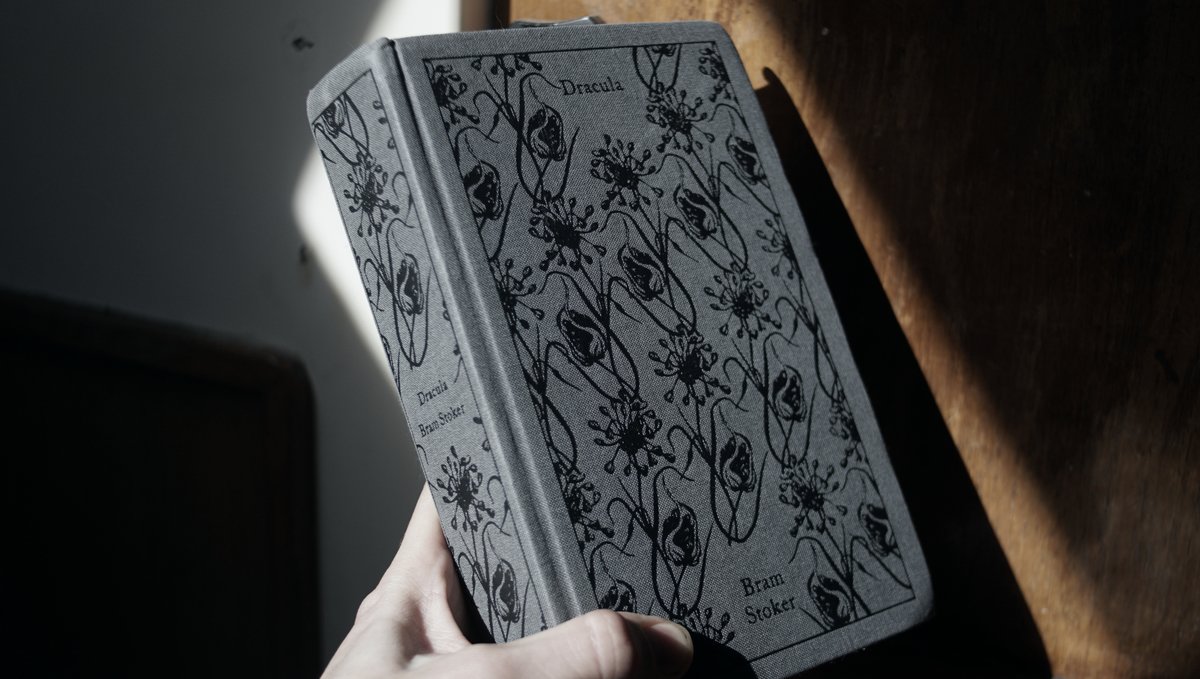 Dracula
Bram
Stoker
Dracula
Bram Stoker